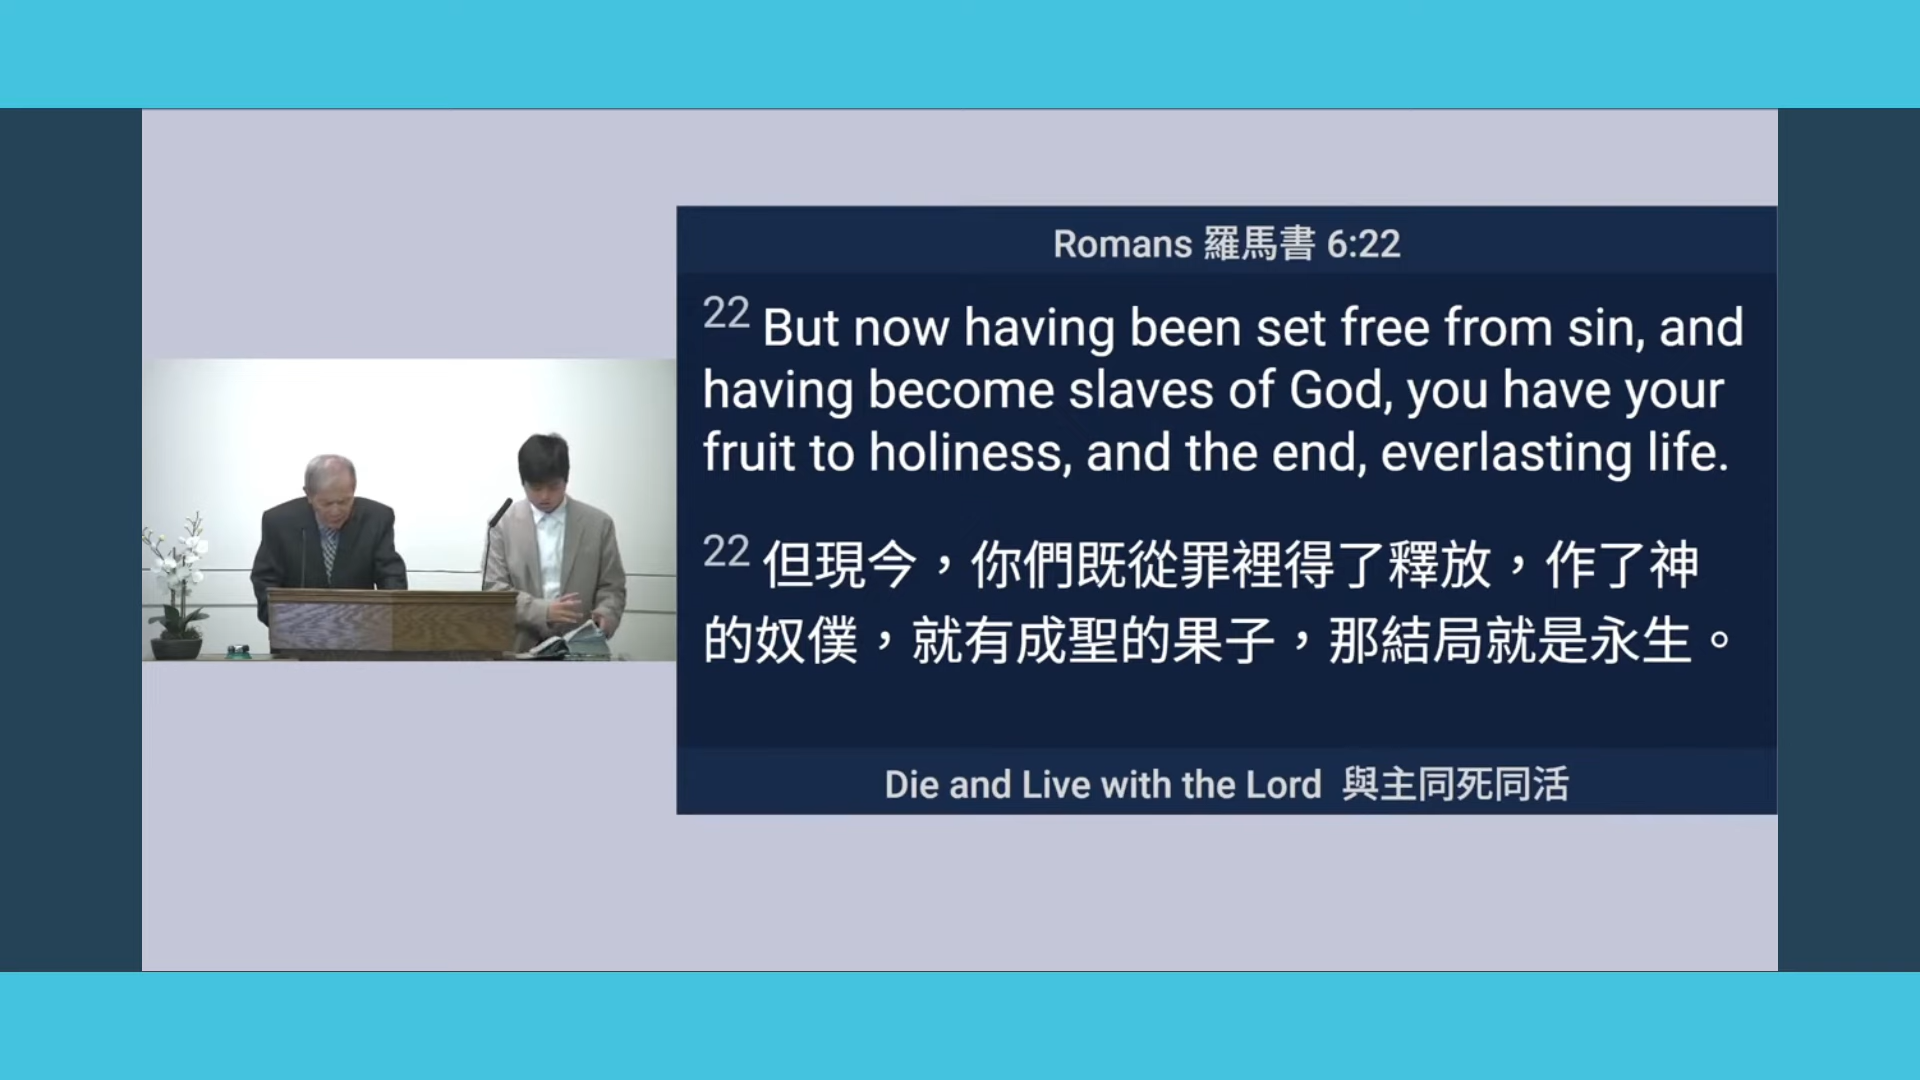 Romans 羅馬書 6:22
22 But now having been set free from sin, and
having become slaves of God, you have your
fruit to holiness, and the end, everlasting life.
22 但現今，你們既從罪裡得了釋放，作了神
的奴僕，就有成聖的果子，那結局就是永生。
Die and Live with the Lord 與主同死同活